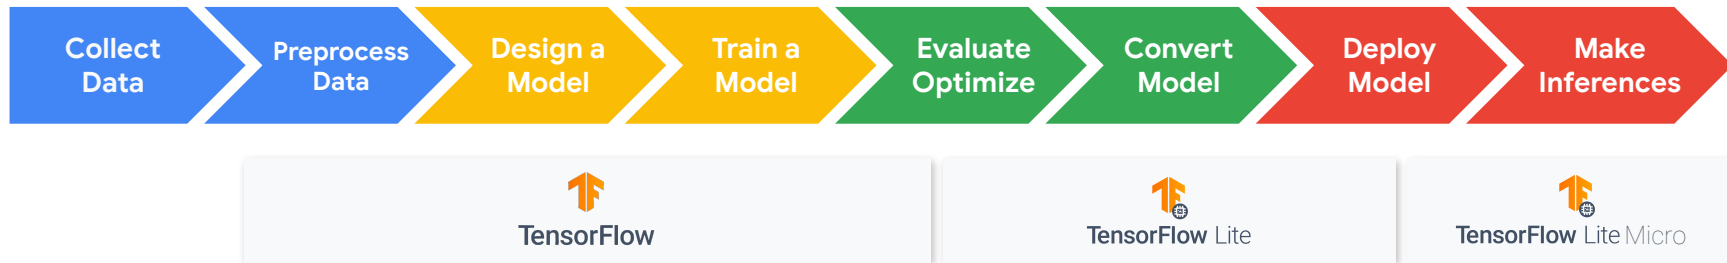 Collect
Data
Preprocess
Data
Design a
Model
Train a
Model
Evaluate
Optimize
Convert
Model
Deploy
Model
Make
Inferences
TensorFlow
TensorFlow Lite
TensorFlow Lite Micro